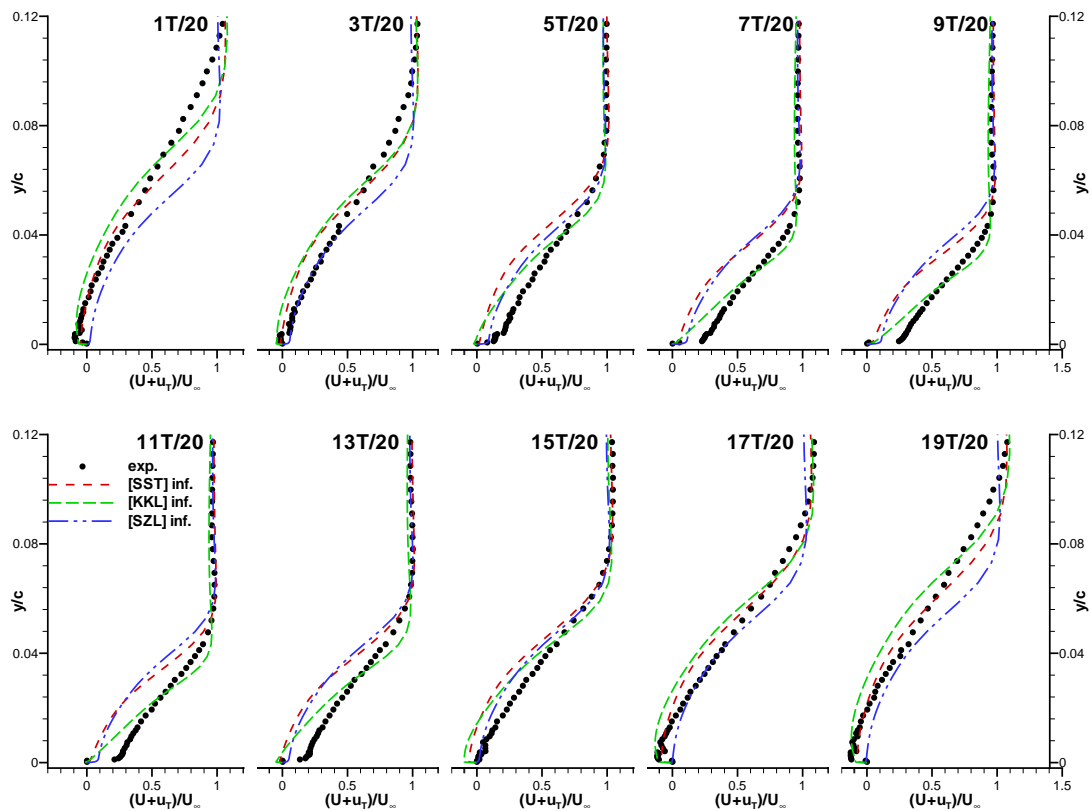 1T/20 3T/20 5T/20 7T/20 9T/20
0.12 0.12
0.08 0.08
y/c y/c
0.04 0.04
0 0
0 0.5 1 0 0.5 1 0 0.5 1 0 0.5 1 0 0.5 1 1.5
(U+u_T)/U_∞ (U+u_T)/U_∞ (U+u_T)/U_∞ (U+u_T)/U_∞ (U+u_T)/U_∞
11T/20 13T/20 15T/20 17T/20 19T/20
0.12 0.12
exp.
[SST] inf.
[KKL] inf.
[SZL] inf.
0.08 0.08
y/c y/c
0.04 0.04
0 0
0 0.5 1 0 0.5 1 0 0.5 1 0 0.5 1 0 0.5 1 1.5
(U+u_T)/U_∞ (U+u_T)/U_∞ (U+u_T)/U_∞ (U+u_T)/U_∞ (U+u_T)/U_∞